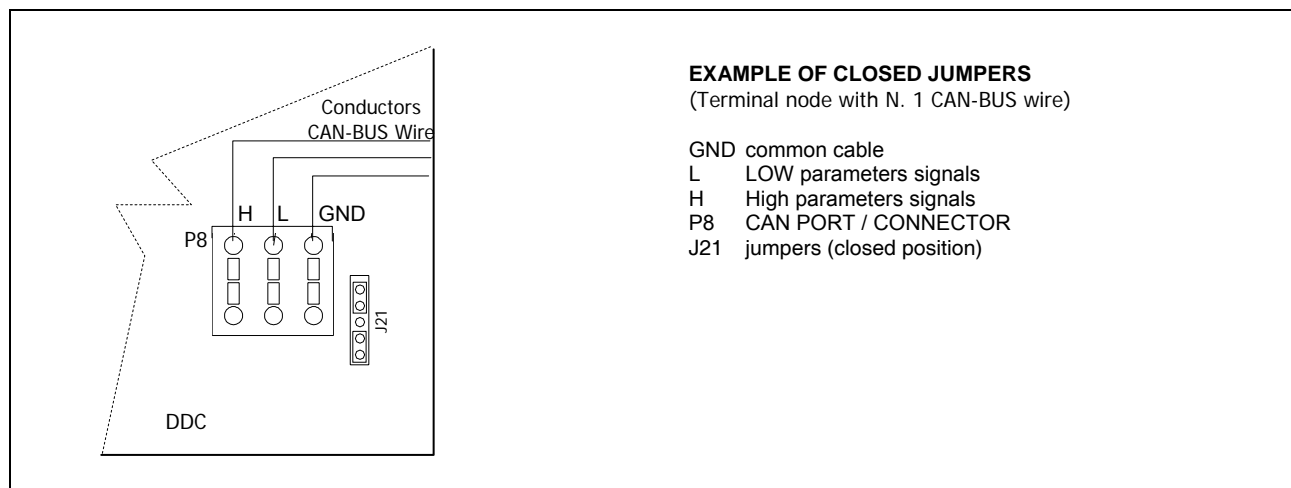 Conductors
CAN-BUS Wire
H L GND
P8
J21
DDC
EXAMPLE OF CLOSED JUMPERS
(Terminal node with N. 1 CAN-BUS wire)
GND common cable
L LOW parameters signals
H High parameters signals
P8 CAN PORT / CONNECTOR
J21 jumpers (closed position)